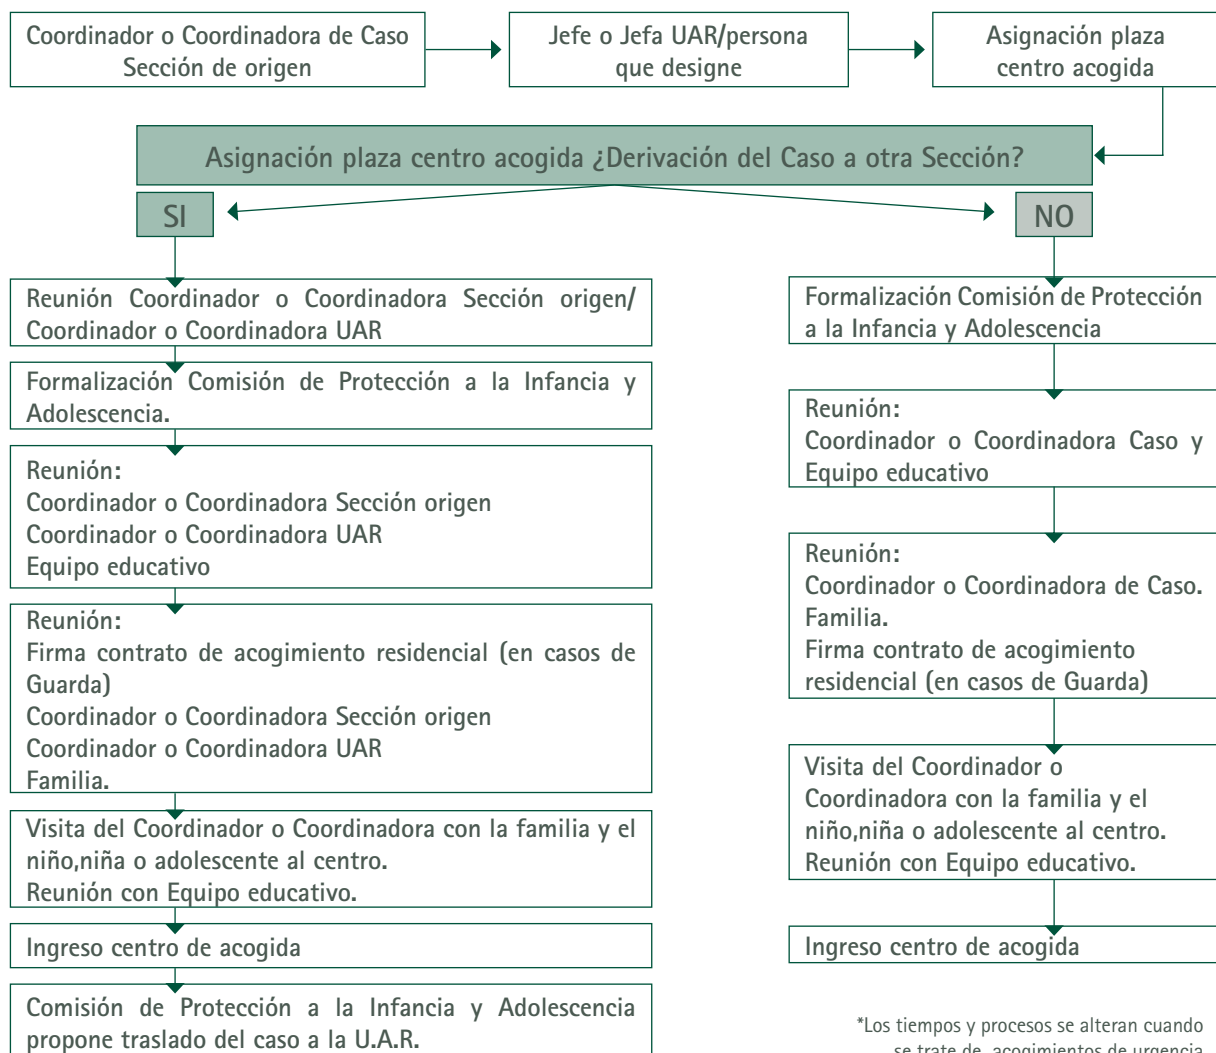 Coordinador o Coordinadora de Caso
Sección de origen
Jefe o Jefa UAR/persona
que designe
Asignación plaza
centro acogida
Asignación plaza centro acogida ¿Derivación del Caso a otra Sección?
SI
NO
Reunión Coordinador o Coordinadora Sección origen/
Coordinador o Coordinadora UAR
Formalización Comisión de Protección a la Infancia y
Adolescencia.
Reunión:
Coordinador o Coordinadora Sección origen
Coordinador o Coordinadora UAR
Equipo educativo
Reunión:
Firma contrato de acogimiento residencial (en casos de
Guarda)
Coordinador o Coordinadora Sección origen
Coordinador o Coordinadora UAR
Familia.
Visita del Coordinador o Coordinadora con la familia y el
niño,niña o adolescente al centro.
Reunión con Equipo educativo.
Ingreso centro de acogida
Comisión de Protección a la Infancia y Adolescencia
propone traslado del caso a la U.A.R.
Formalización Comisión de Protección
a la Infancia y Adolescencia
Reunión:
Coordinador o Coordinadora Caso y
Equipo educativo
Reunión:
Coordinador o Coordinadora de Caso.
Familia.
Firma contrato de acogimiento
residencial (en casos de Guarda)
Visita del Coordinador o
Coordinadora con la familia y el
niño,niña o adolescente al centro.
Reunión con Equipo educativo.
Ingreso centro de acogida
*Los tiempos y procesos se alteran cuando
se trate de acogimientos de urgencia